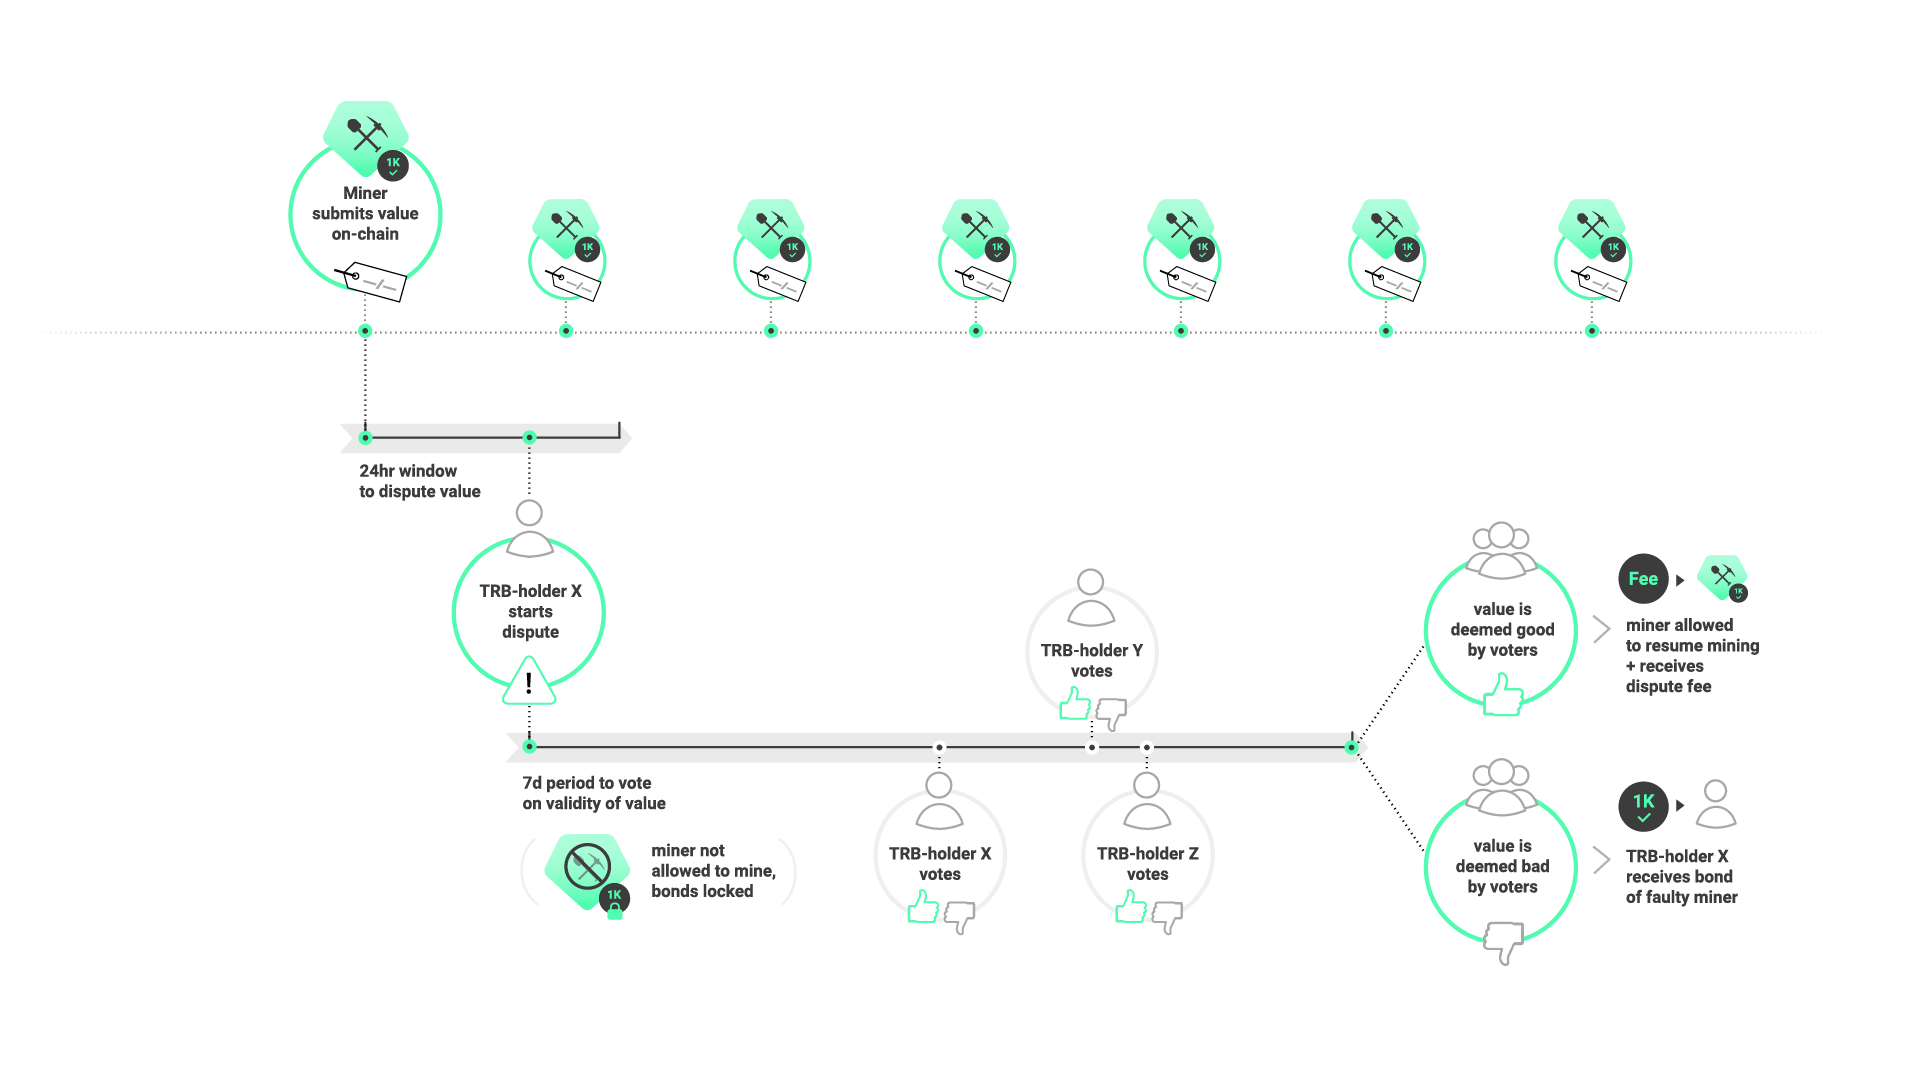 1K
Miner
submits value
on-chain
1K
1K
1K
1K
1K
1K
24hr window
to dispute value
TRB-holder X
starts
dispute
!
7d period to vote
on validity of value
1K
miner not
allowed to mine,
bonds locked
TRB-holder Y
votes
TRB-holder X
votes
TRB-holder Z
votes
value is
deemed good
by voters
Fee
1K
miner allowed
to resume mining
+ receives
dispute fee
value is
deemed bad
by voters
1K
TRB-holder X
receives bond
of faulty miner